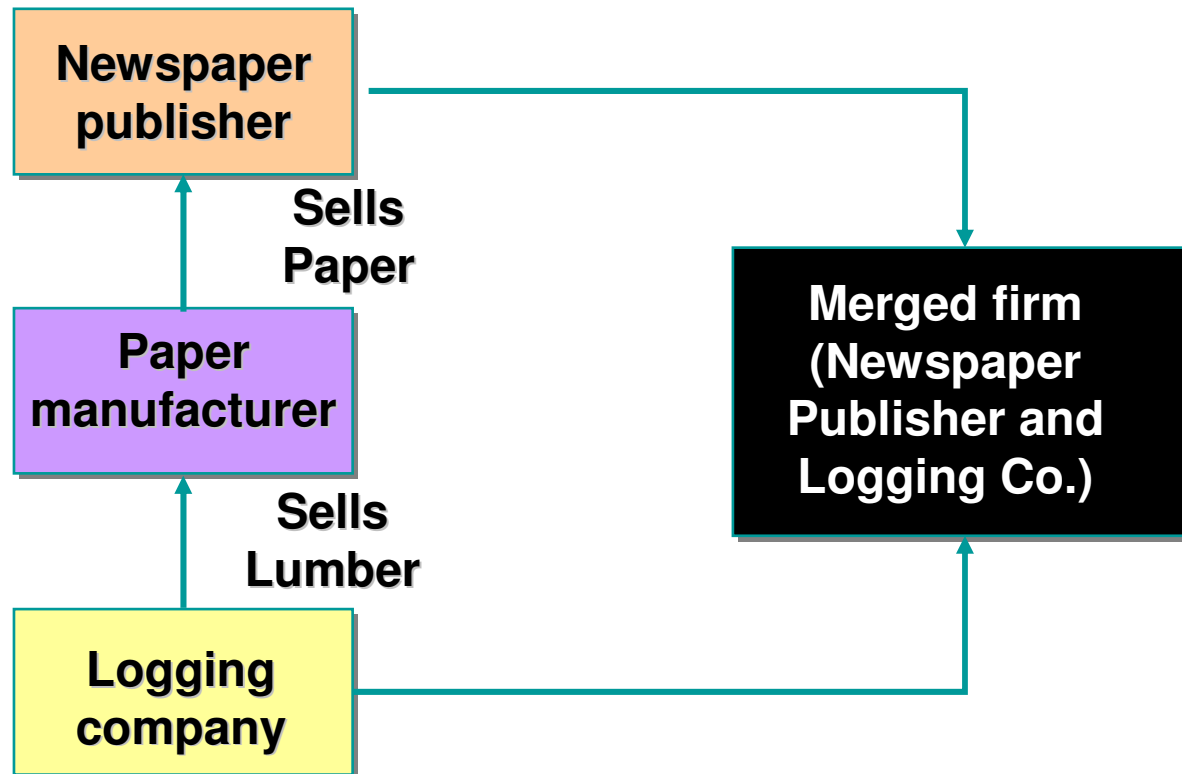 Newspaper
publisher
Sells
Paper
Paper
manufacturer
Sells
Lumber
Logging
company
Merged firm
(Newspaper
Publisher and
Logging Co.)